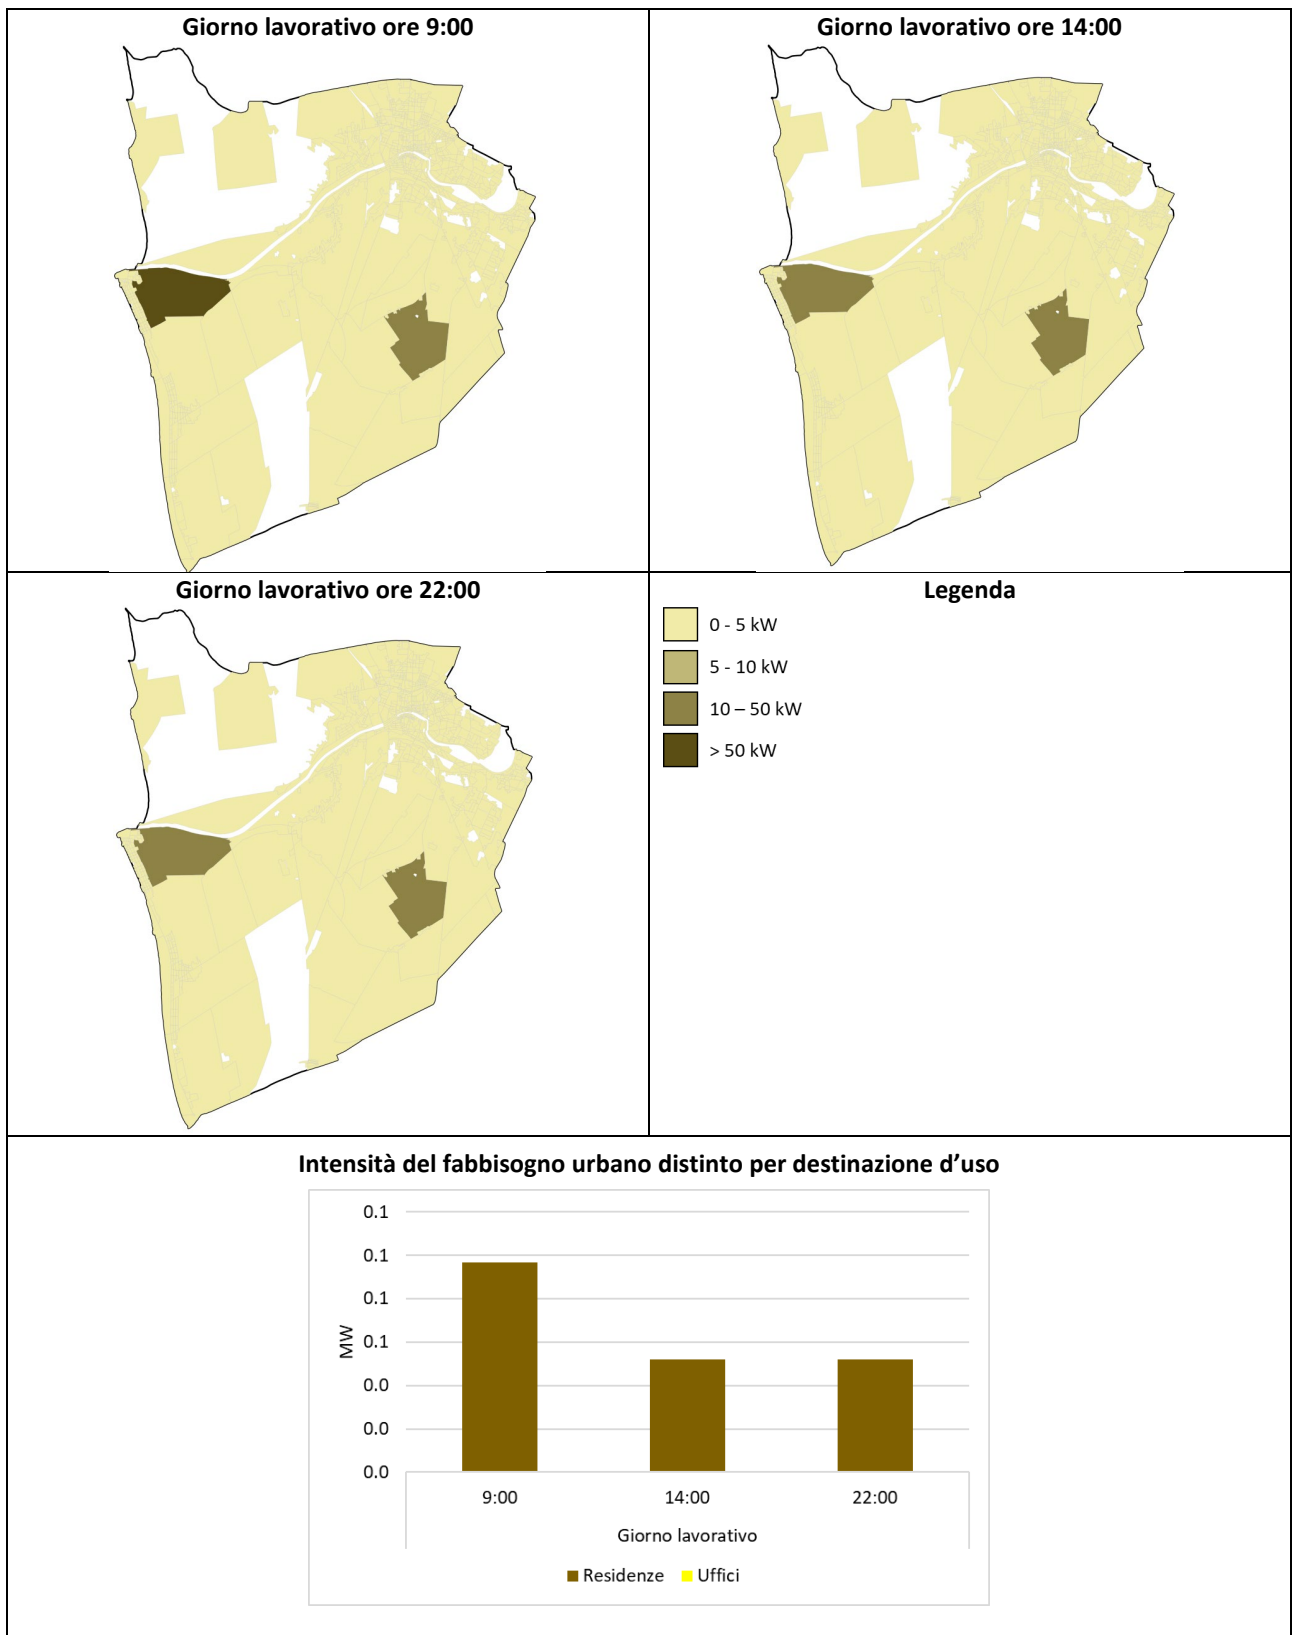 Giorno lavorativo ore 9:00
Giorno lavorativo ore 14:00
Giorno lavorativo ore 22:00
Legenda
0 - 5 kW
5 - 10 kW
10 – 50 kW
> 50 kW
Intensità del fabbisogno urbano distinto per destinazione d’uso
0.1
0.1
0.1
0.1
0.0
0.0
0.0
MW
9:00 14:00 22:00
Giorno lavorativo
Residenze Uffici